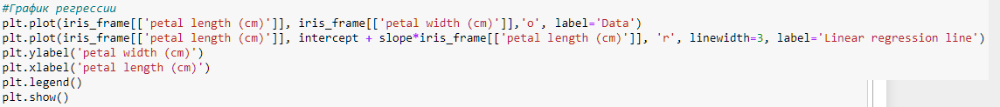 #График регрессии
plt.plot(iris_frame[['petal length (cm)']], iris_frame[['petal width (cm)']],'o', label='Data')
plt.plot(iris_frame[['petal length (cm)']], intercept + slope*iris_frame[['petal length (cm)']], 'r', linewidth=3, label='Linear regression line')
plt.ylabel('petal width (cm)')
plt.xlabel('petal length (cm)')
plt.legend()
plt.show()